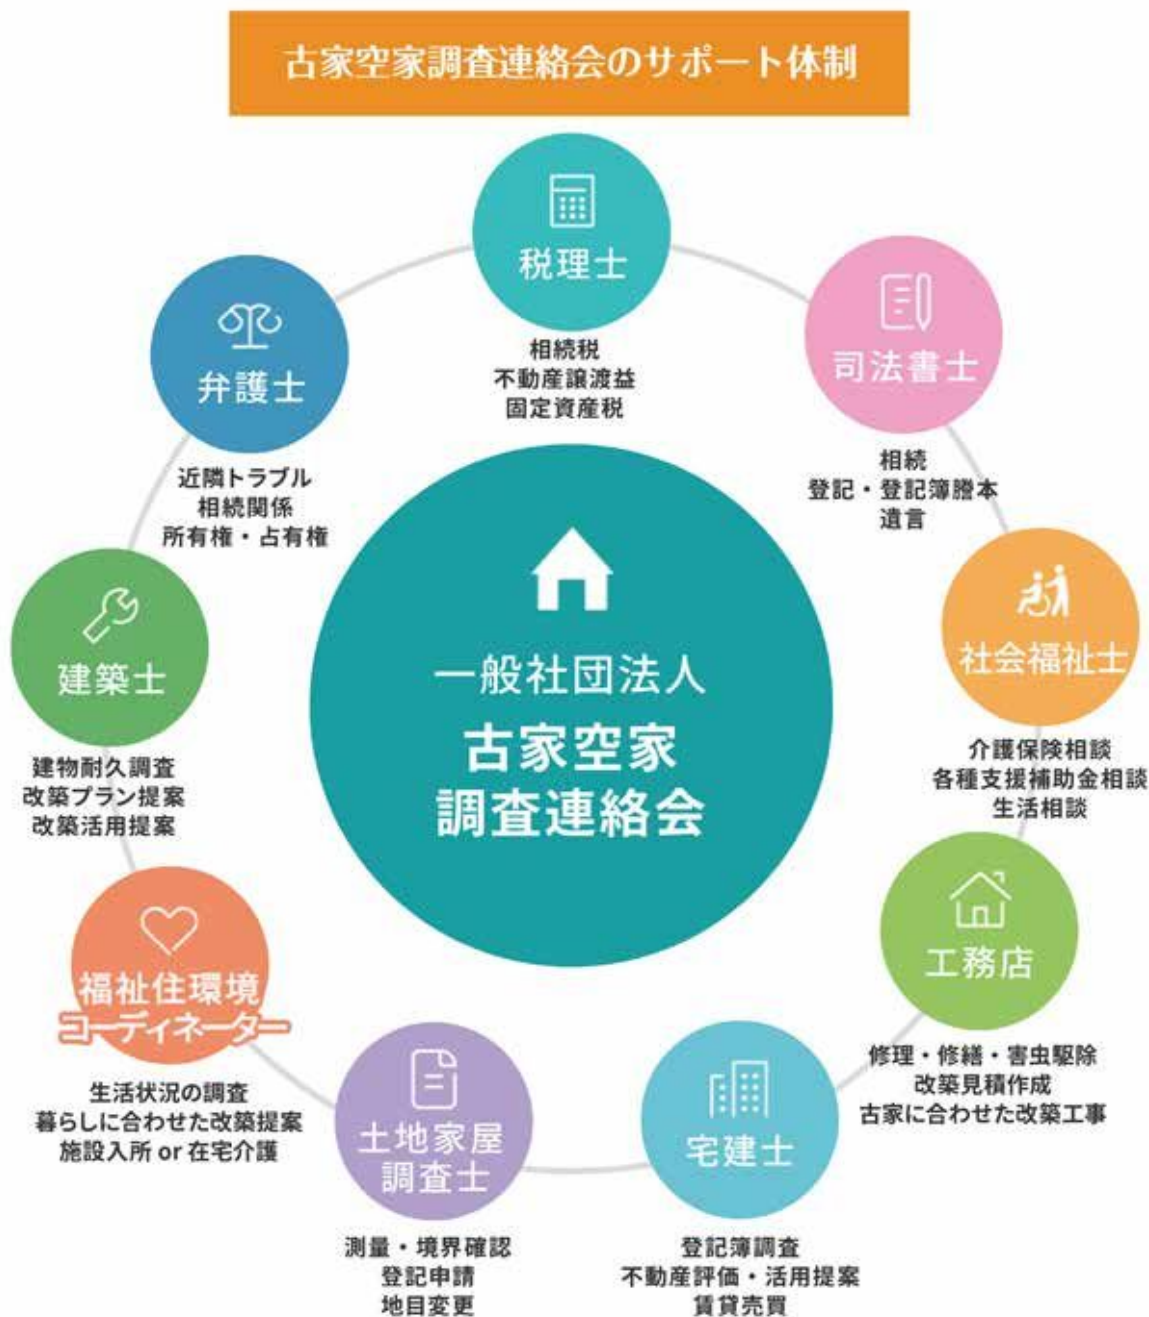 古家空家調査連絡会のサポート体制
税理士
相続税
不動産譲渡益
固定資産税
司法書士
相続
登記・登記簿謄本
遺言
社会福祉士
介護保険相談
各種支援補助金相談
生活相談
工務店
修理・修繕・害虫駆除
改築見積作成
古家に合わせた改築工事
宅建士
登記簿調査
不動産評価・活用提案
賃貸売買
土地家屋
調査士
測量・境界確認
登記申請
地目変更
福祉住環境
コーディネーター
生活状況の調査
暮らしに合わせた改築提案
施設入所 or 在宅介護
建築士
建物耐久調査
改築プラン提案
改築活用提案
弁護士
近隣トラブル
相続関係
所有権・占有権
一般社団法人
古家空家
調査連絡会